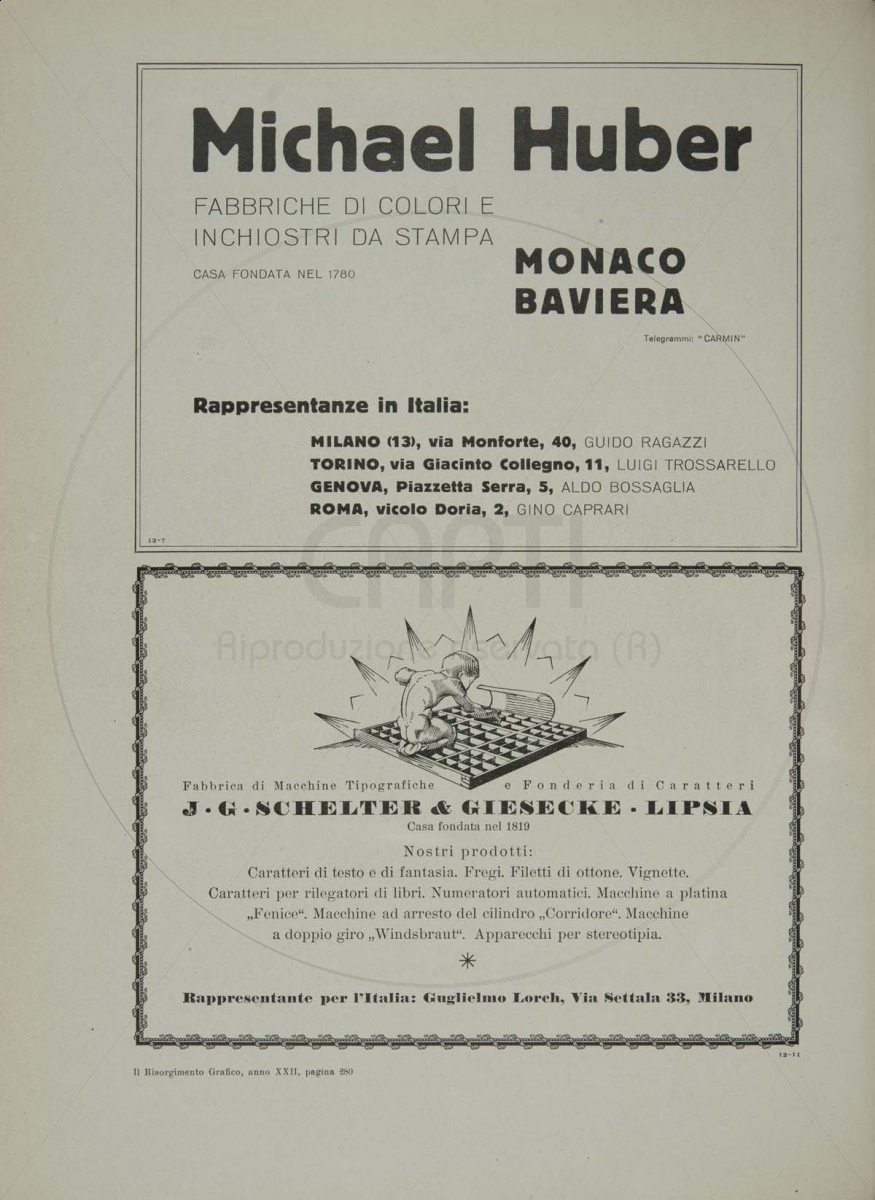 Michael Huber
FABBRICHE DI COLORI E
INCHIOSTRI DA STAMPA
CASA FONDATA NEL 1780
MONACO
BAVIERA
Telegrammi: "CARMIN"
Rappresentanze in Italia:
MILANO (13), via Monforte, 40, GUIDO RAGAZZI
TORINO, via Giacinto Collegno, 11, LUIGI TROSSARELLO
GENOVA, Piazzetta Serra, 5, ALDO BOSSAGLIA
ROMA, vicolo Doria, 2, GINO CAPRARI
12-7
CAPTI
Riproduzione riservata (R)
Fabbrica di Macchine Tipografiche e Fonderia di Caratteri
J · G · SCHELTER & GIESECKE · LIPSIA
Casa fondata nel 1819
Nostri prodotti:
Caratteri di testo e di fantasia. Fregi. Filetti di ottone. Vignette.
Caratteri per rilegatori di libri. Numeratori automatici. Macchine a platina
„Fenice“. Macchine ad arresto del cilindro „Corridore“. Macchine
a doppio giro „Windsbraut“. Apparecchi per stereotipia.
Rappresentante per l'Italia: Guglielmo Lorch, Via Settala 33, Milano
12-11
Il Risorgimento Grafico, anno XXII, pagina 280